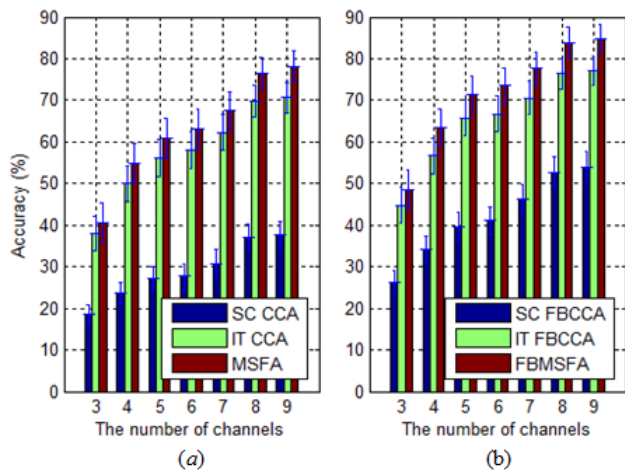 90
80
70
60
50
40
30
20
10
0
Accuracy (%)
SC CCA
IT CCA
MSFA
3 4 5 6 7 8 9
The number of channels
(a)
90
80
70
60
50
40
30
20
10
0
SC FBCCA
IT FBCCA
FBMSFA
3 4 5 6 7 8 9
The number of channels
(b)